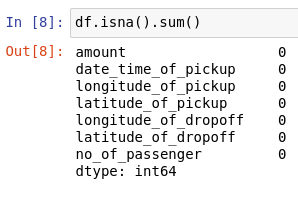 In [8]: df.isna().sum()
Out[8]: amount 0
date_time_of_pickup 0
longitude_of_pickup 0
latitude_of_pickup 0
longitude_of_dropoff 0
latitude_of_dropoff 0
no_of_passenger 0
dtype: int64